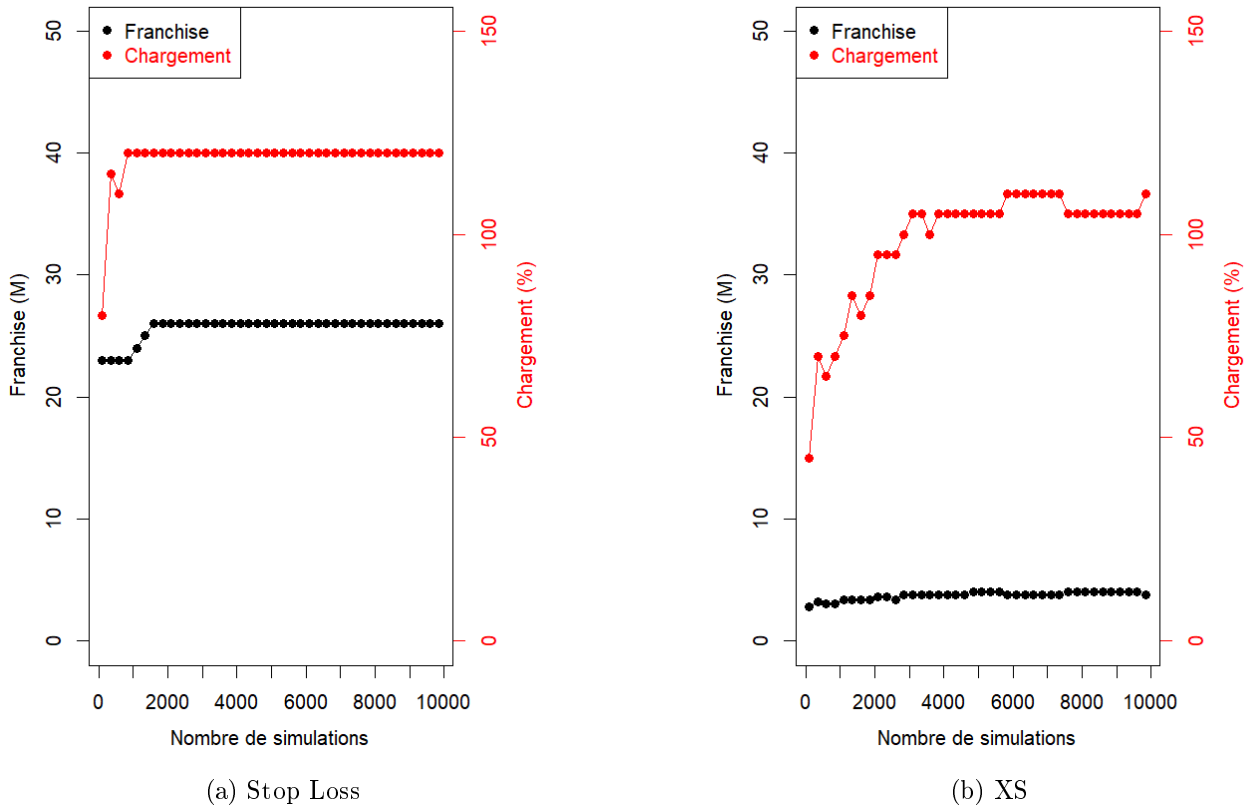 Franchise
Chargement
Franchise (M)
0
10
20
30
40
50
Chargement (%)
0
50
100
150
0
2000
4000
6000
8000
10000
Nombre de simulations
(a) Stop Loss
Franchise
Chargement
Franchise (M)
0
10
20
30
40
50
Chargement (%)
0
50
100
150
0
2000
4000
6000
8000
10000
Nombre de simulations
(b) XS